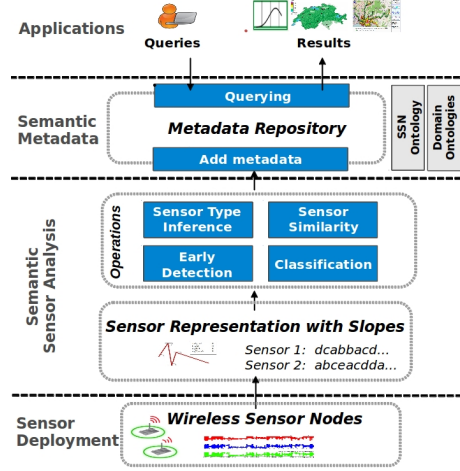 Applications
Queries
Results
Semantic
Metadata
Querying
Metadata Repository
Add metadata
SSN
Ontology
Domain
Ontologies
Semantic
Sensor Analysis
Operations
Sensor Type
Inference
Sensor
Similarity
Early
Detection
Classification
Sensor Representation with Slopes
Sensor 1: dcabbacd...
Sensor 2: abceacdda...
Sensor
Deployment
Wireless Sensor Nodes